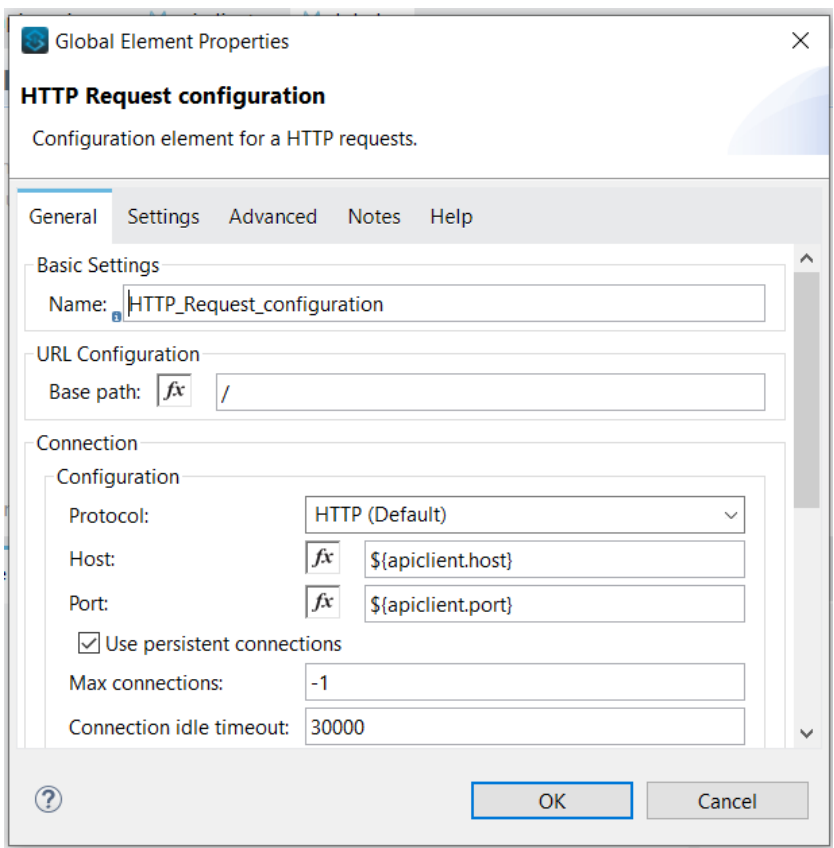 Global Element Properties
HTTP Request configuration
Configuration element for a HTTP requests.
General Settings Advanced Notes Help
Basic Settings
Name: HTTP_Request_configuration
URL Configuration
Base path: fx /
Connection
Configuration
Protocol: HTTP (Default)
Host: fx ${apiclient.host}
Port: fx ${apiclient.port}
Use persistent connections
Max connections: -1
Connection idle timeout: 30000
? OK Cancel